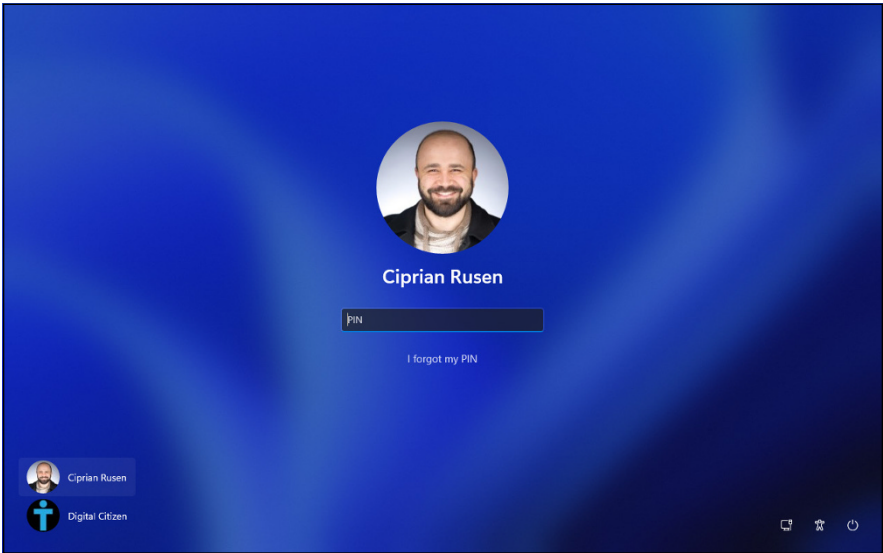 Ciprian Rusen
PIN
I forgot my PIN
Ciprian Rusen
Digital Citizen